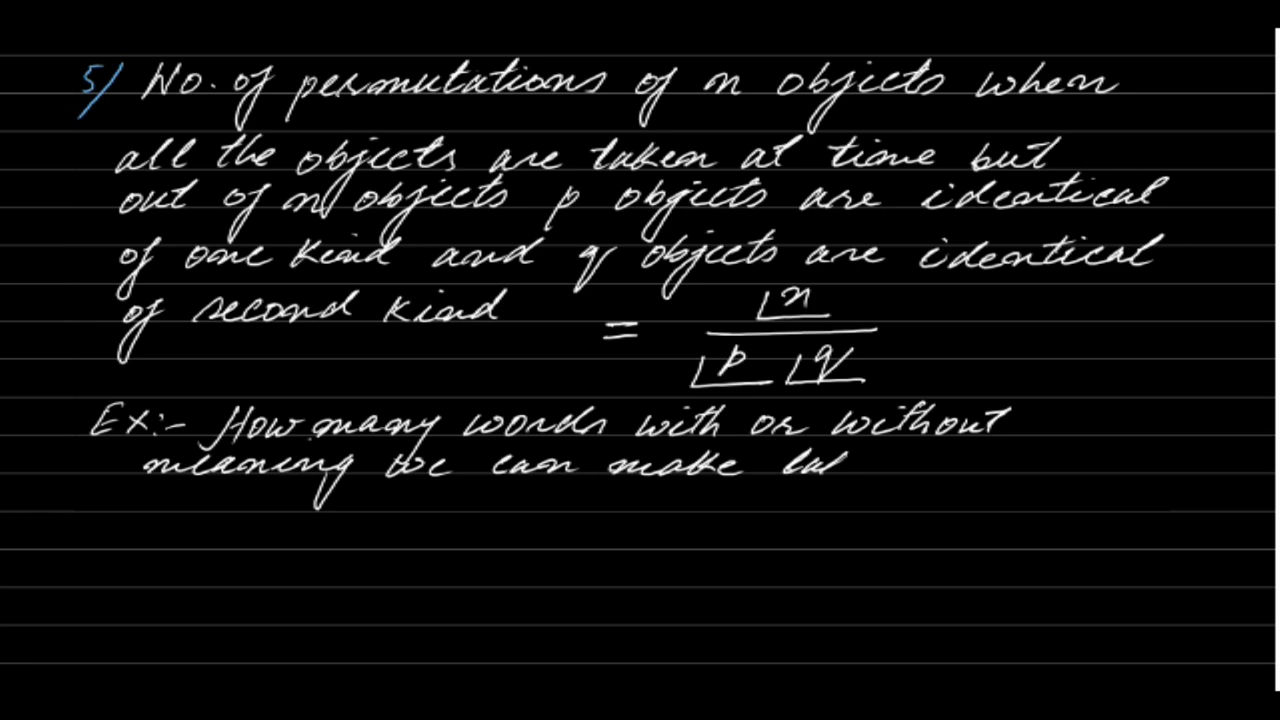 5) No. of permutations of n objects when
all the objects are taken at time but
out of n objects p objects are identical
of one kind and q objects are identical
of second kind = |n / |p |q
Ex:- How many words with or without
meaning we can make